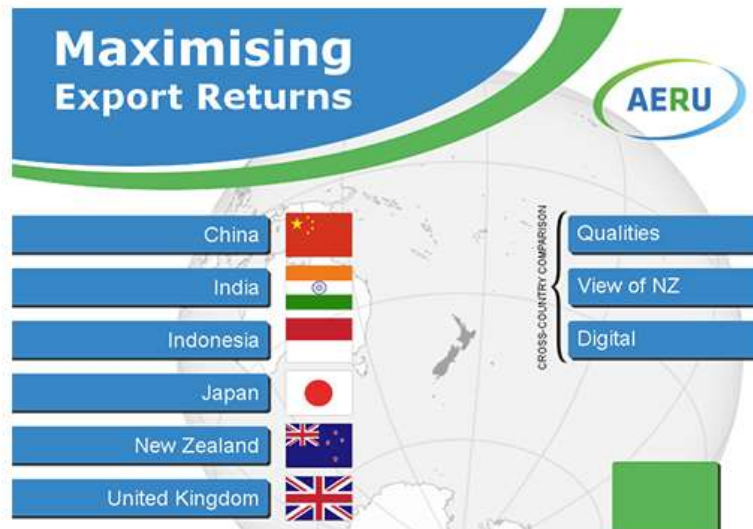 Maximising
Export Returns
AERU
China
India
Indonesia
Japan
New Zealand
United Kingdom
CROSS-COUNTRY COMPARISON
Qualities
View of NZ
Digital